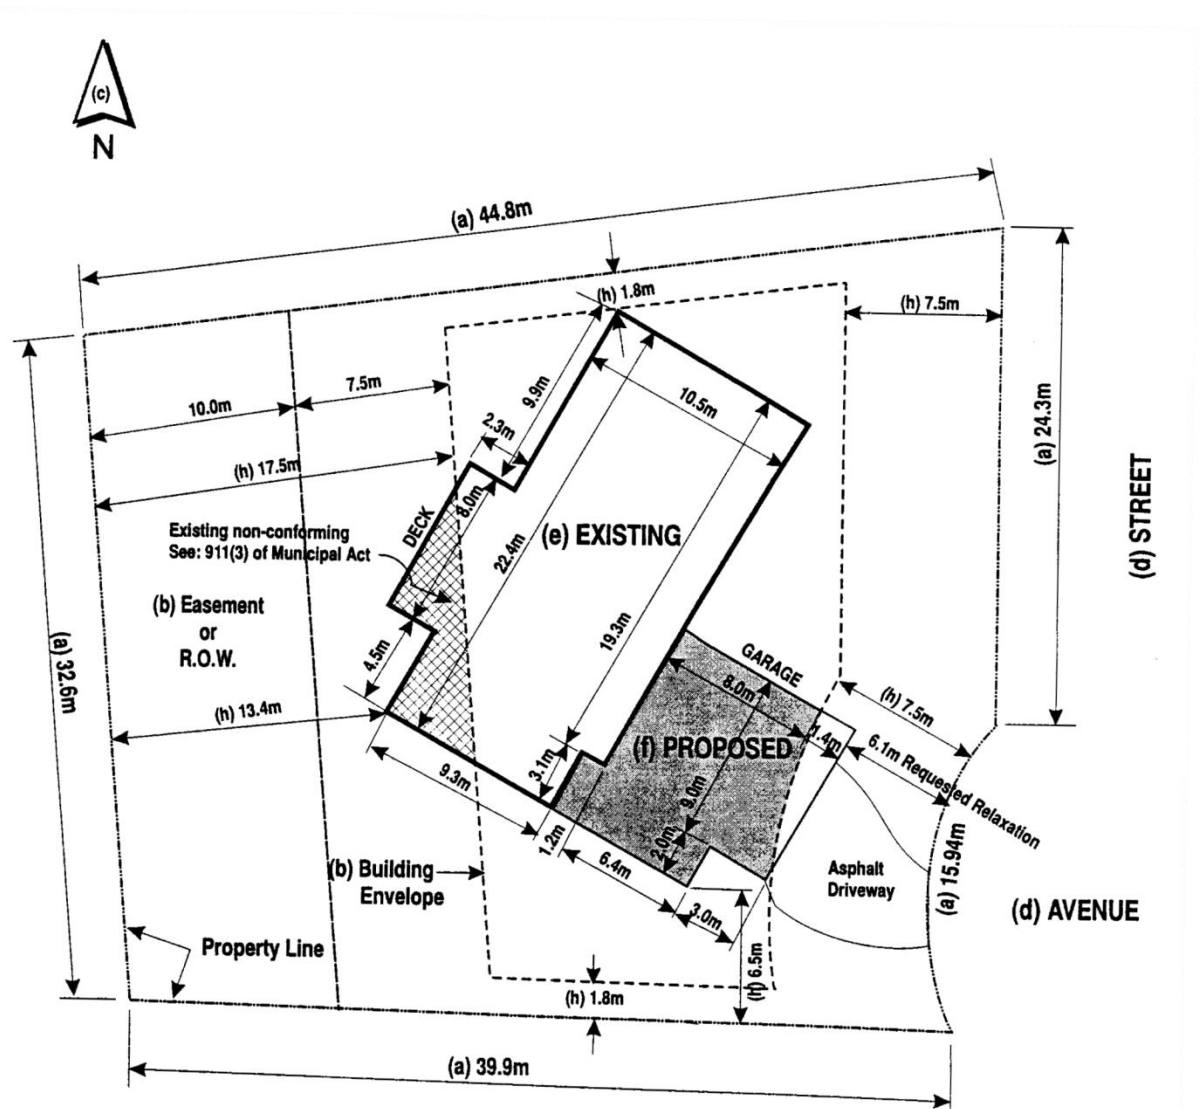 (c)
N
(a) 44.8m
(h) 1.8m
(h) 7.5m
7.5m
10.0m
9.9m
10.5m
2.3m
(h) 17.5m
(a) 24.3m
(d) STREET
DECK
8.0m
Existing non-conforming
See: 911(3) of Municipal Act
(e) EXISTING
22.4m
(b) Easement
or
R.O.W.
(a) 32.6m
4.5m
19.3m
GARAGE
8.0m
(h) 7.5m
(h) 13.4m
1.4m
(f) PROPOSED
6.1m Requested Relaxation
3.1m
9.3m
9.0m
1.2m
2.0m
6.4m
(b) Building
Envelope
Asphalt
Driveway
(a) 15.94m
(d) AVENUE
3.0m
Property Line
(h) 6.5m
(h) 1.8m
(a) 39.9m